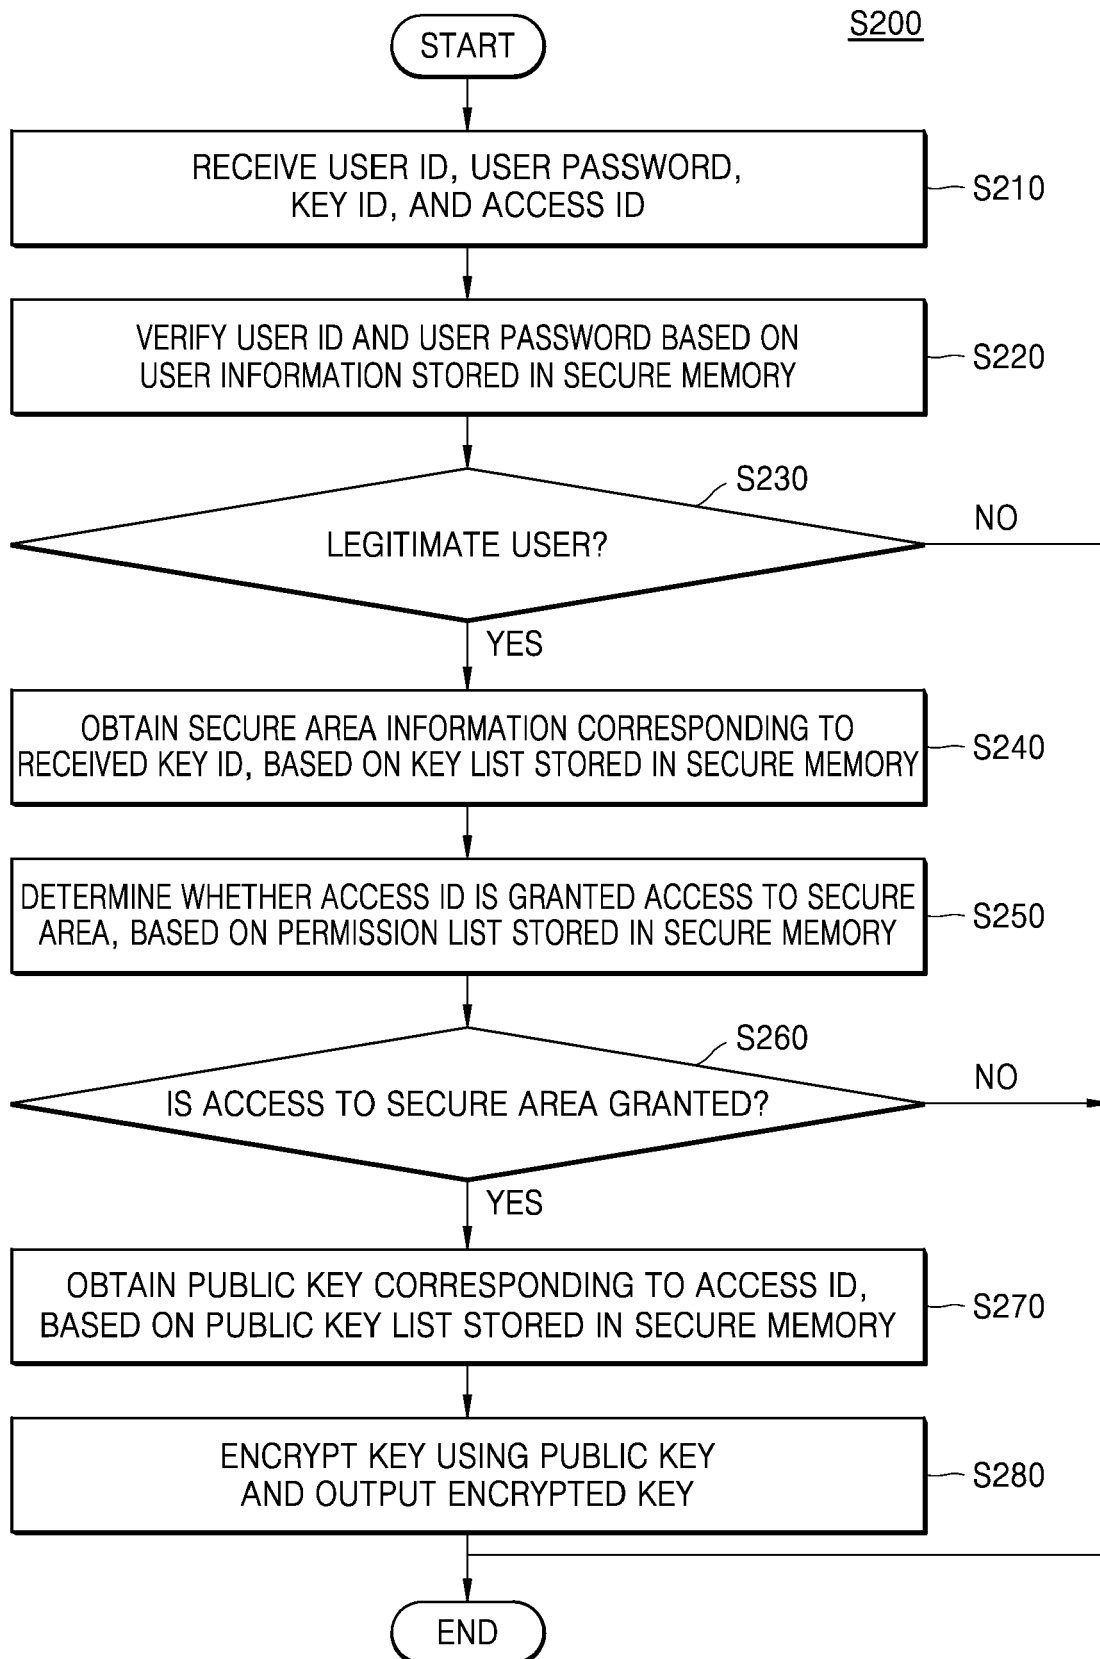 S200
START
RECEIVE USER ID, USER PASSWORD,
KEY ID, AND ACCESS ID
S210
VERIFY USER ID AND USER PASSWORD BASED ON
USER INFORMATION STORED IN SECURE MEMORY
S220
S230
LEGITIMATE USER?
NO
YES
OBTAIN SECURE AREA INFORMATION CORRESPONDING TO
RECEIVED KEY ID, BASED ON KEY LIST STORED IN SECURE MEMORY
S240
DETERMINE WHETHER ACCESS ID IS GRANTED ACCESS TO SECURE
AREA, BASED ON PERMISSION LIST STORED IN SECURE MEMORY
S250
S260
IS ACCESS TO SECURE AREA GRANTED?
NO
YES
OBTAIN PUBLIC KEY CORRESPONDING TO ACCESS ID,
BASED ON PUBLIC KEY LIST STORED IN SECURE MEMORY
S270
ENCRYPT KEY USING PUBLIC KEY
AND OUTPUT ENCRYPTED KEY
S280
END